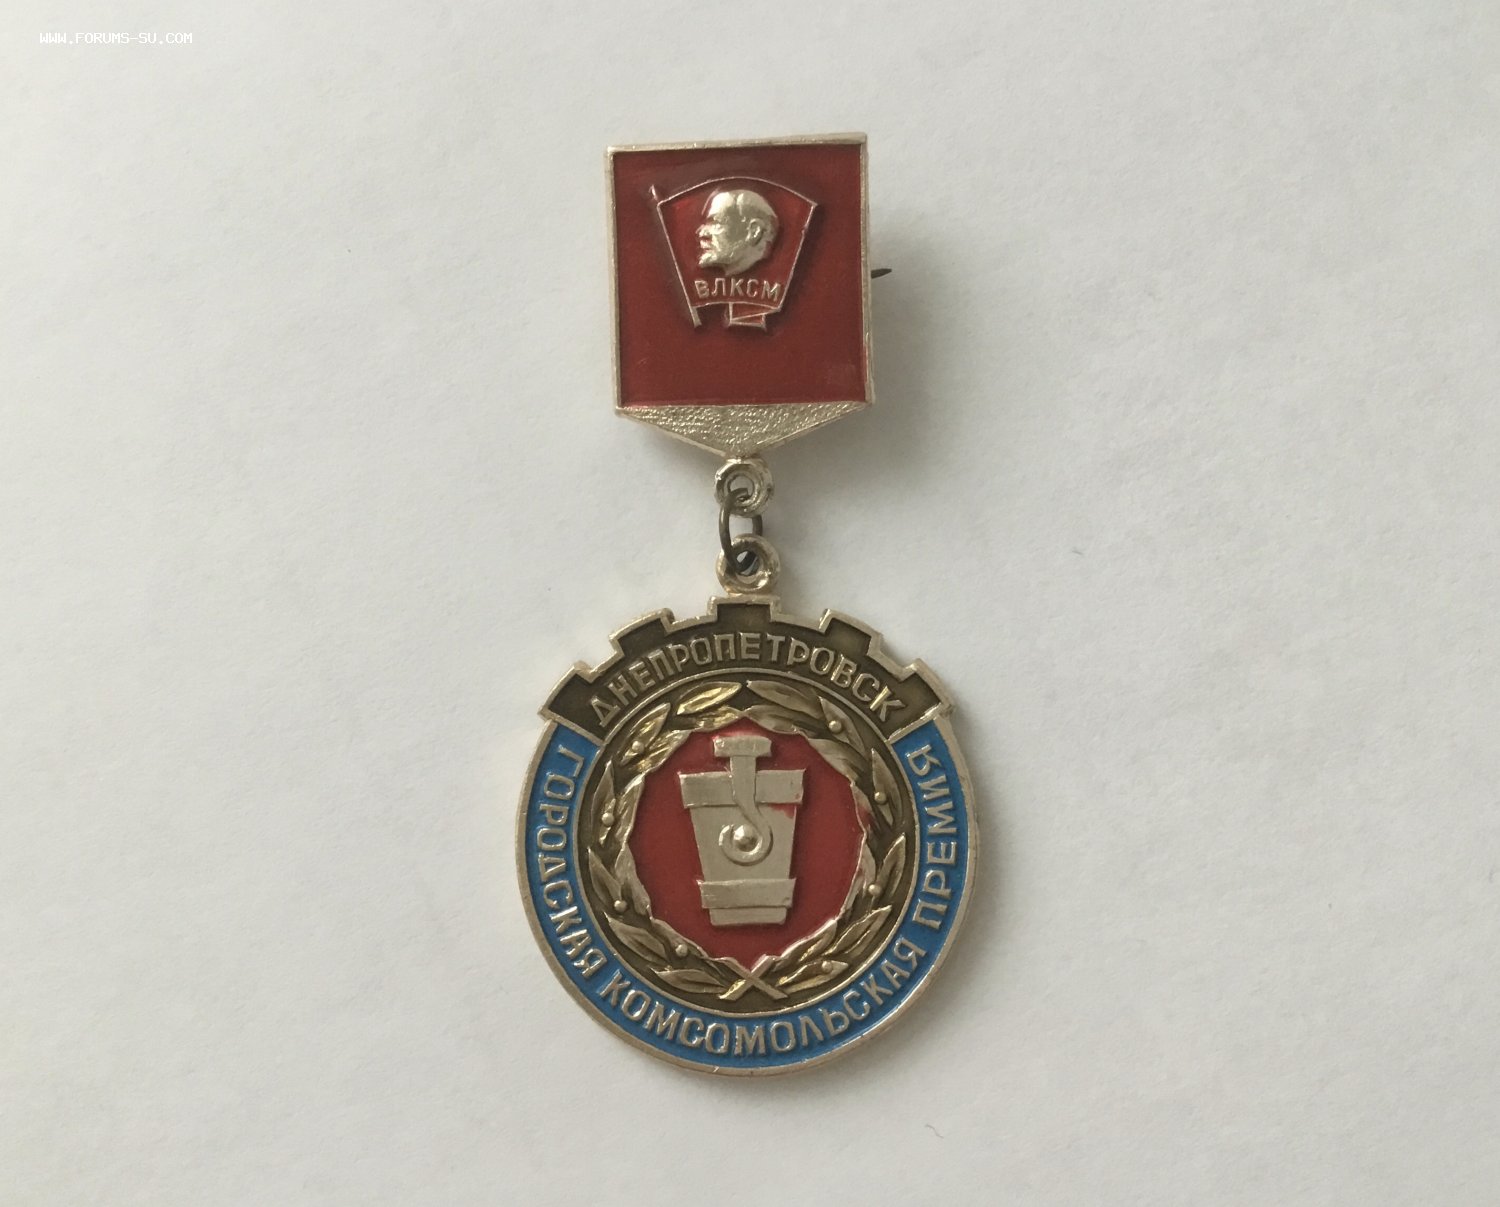 WWW.FORUMS-SU.COM
ВЛКСМ
ДНЕПРОПЕТРОВСК
ГОРОДСКАЯ КОМСОМОЛЬСКАЯ ПРЕМИЯ